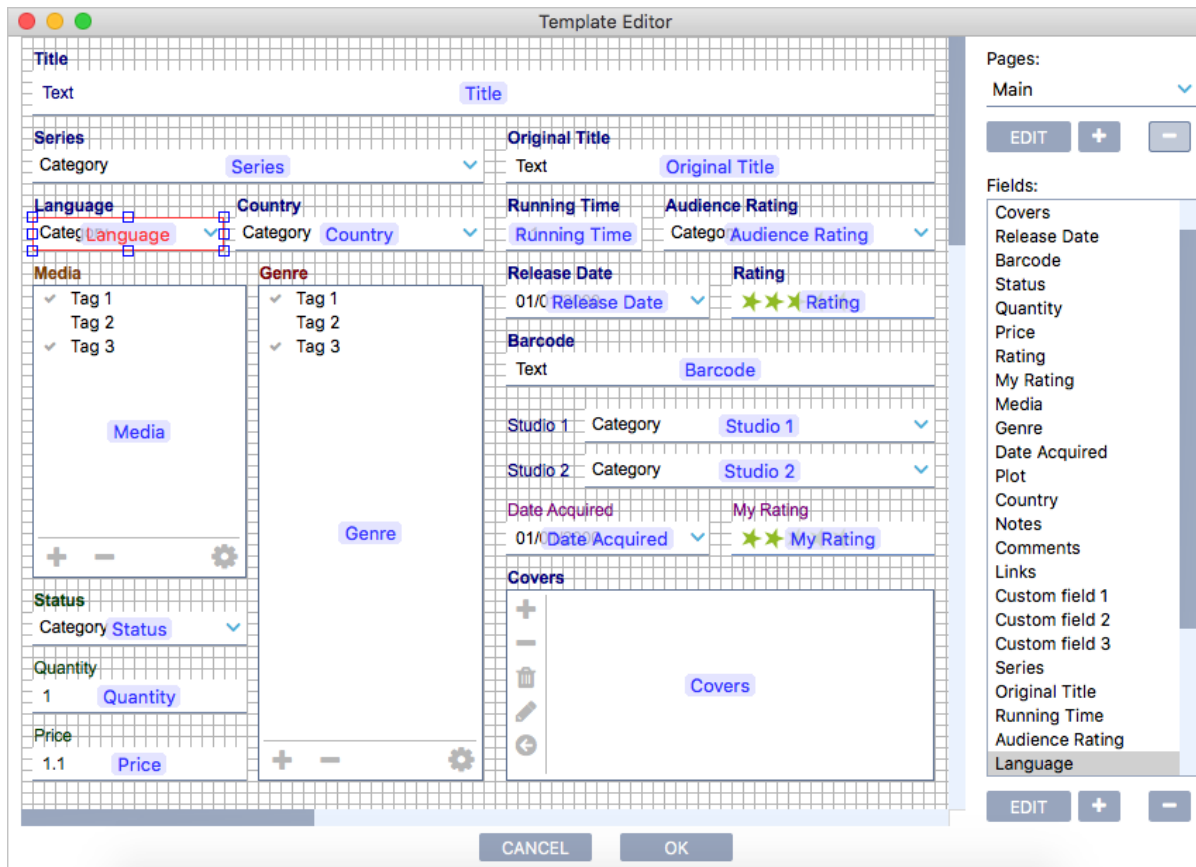 Template Editor
Title
Text Title
Series Original Title
Category Series Text Original Title
Language Country Running Time Audience Rating
Language Category Country Running Time Audience Rating
Media Genre Release Date Rating
Tag 1 Tag 1 Release Date Rating
Tag 2 Tag 2
Tag 3 Tag 3
Barcode
Text Barcode
Media
Studio 1 Category Studio 1
Studio 2 Category Studio 2
Date Acquired My Rating
Genre Date Acquired My Rating
Covers
Status
Category Status
Quantity
1 Quantity
Covers
Price
1.1 Price
Pages:
Main
EDIT
Fields:
Covers
Release Date
Barcode
Status
Quantity
Price
Rating
My Rating
Media
Genre
Date Acquired
Plot
Country
Notes
Comments
Links
Custom field 1
Custom field 2
Custom field 3
Series
Original Title
Running Time
Audience Rating
Language
EDIT
CANCEL OK